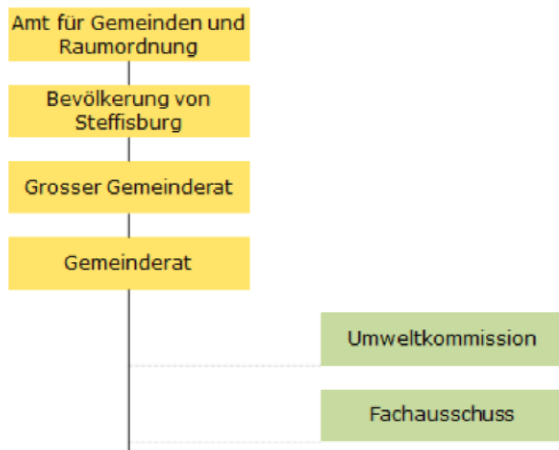 Amt für Gemeinden und
Raumordnung
Bevölkerung von
Steffisburg
Grosser Gemeinderat
Gemeinderat
Umweltkommission
Fachausschuss